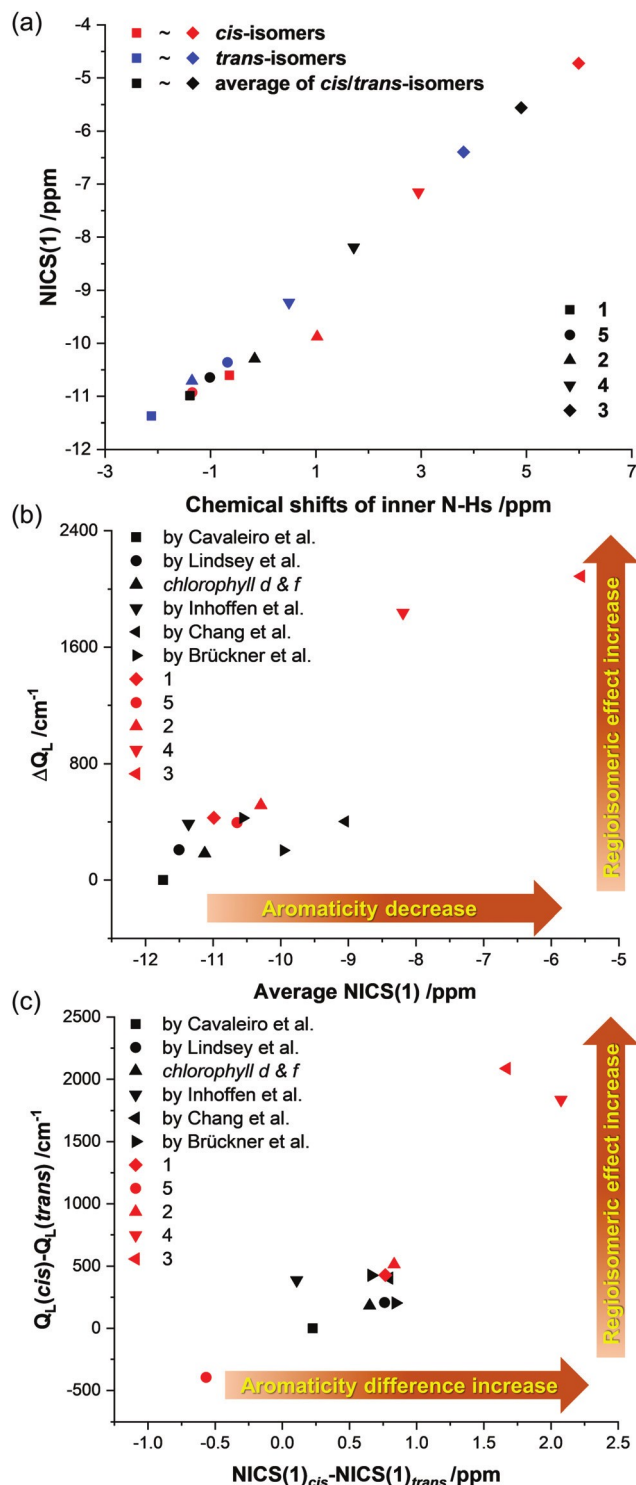 (a)
-4
-5
-6
-7
-8
-9
-10
-11
-12
NICS(1) /ppm
~ cis-isomers
~ trans-isomers
~ average of cis/trans-isomers
1
5
2
4
3
-3 -1 1 3 5 7
Chemical shifts of inner N-Hs /ppm
(b)
2400
1600
800
0
ΔQL /cm-1
by Cavaleiro et al.
by Lindsey et al.
chlorophyll d & f
by Inhoffen et al.
by Chang et al.
by Brückner et al.
1
5
2
4
3
Regioisomeric effect increase
Aromaticity decrease
-12 -11 -10 -9 -8 -7 -6 -5
Average NICS(1) /ppm
(c)
2500
2000
1500
1000
500
0
-500
QL(cis)-QL(trans) /cm-1
by Cavaleiro et al.
by Lindsey et al.
chlorophyll d & f
by Inhoffen et al.
by Chang et al.
by Brückner et al.
1
5
2
4
3
Regioisomeric effect increase
Aromaticity difference increase
-1.0 -0.5 0.0 0.5 1.0 1.5 2.0 2.5
NICS(1)cis-NICS(1)trans /ppm